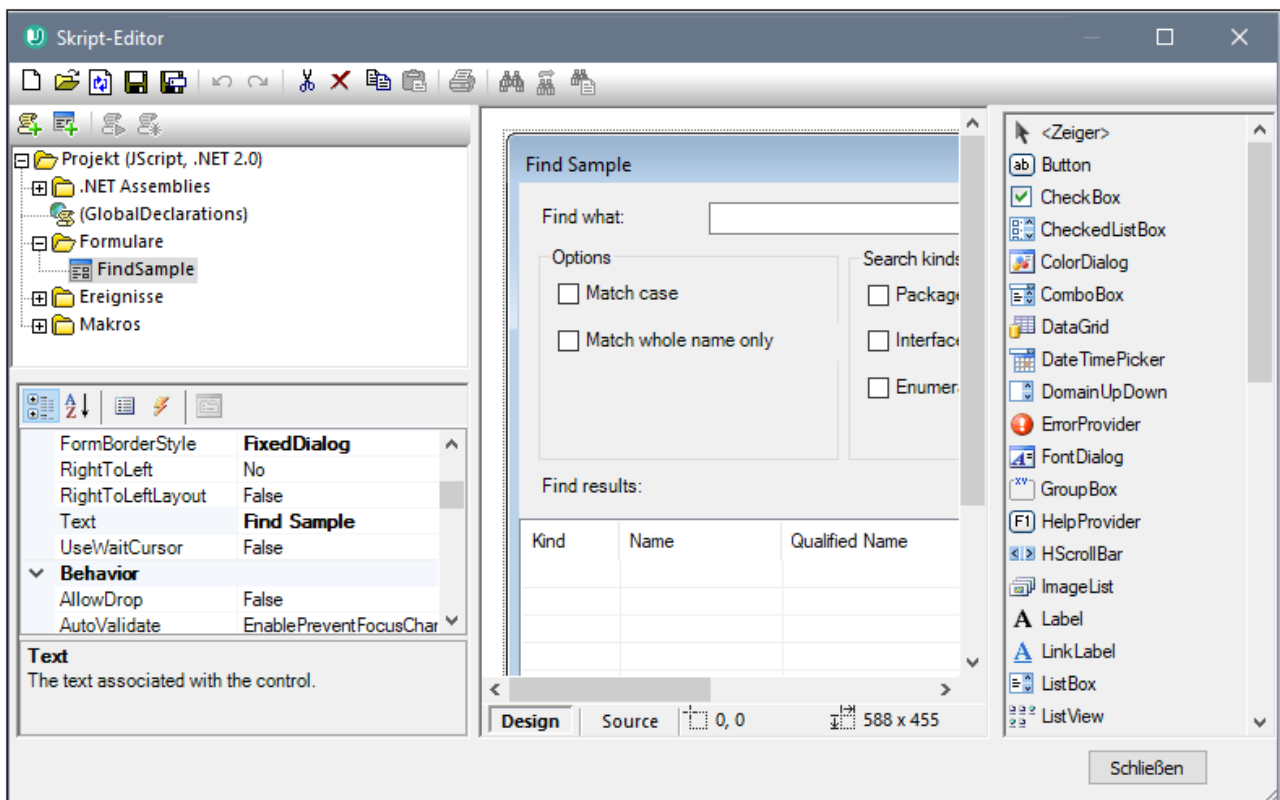 Skript-Editor
Projekt (JScript, .NET 2.0)
.NET Assemblies
(GlobalDeclarations)
Formulare
FindSample
Ereignisse
Makros
FormBorderStyle FixedDialog
RightToLeft No
RightToLeftLayout False
Text Find Sample
UseWaitCursor False
Behavior
AllowDrop False
AutoValidate EnablePreventFocusChar
Text
The text associated with the control.
Find Sample
Find what:
Options
Search kinds
Match case
Package
Match whole name only
Interface
Enumer
Find results:
Kind Name Qualified Name
Design Source 0, 0 588 x 455
<Zeiger>
Button
CheckBox
CheckedListBox
ColorDialog
ComboBox
DataGrid
DateTimePicker
DomainUpDown
ErrorProvider
FontDialog
GroupBox
HelpProvider
HScrollBar
ImageList
Label
LinkLabel
ListBox
ListView
Schließen